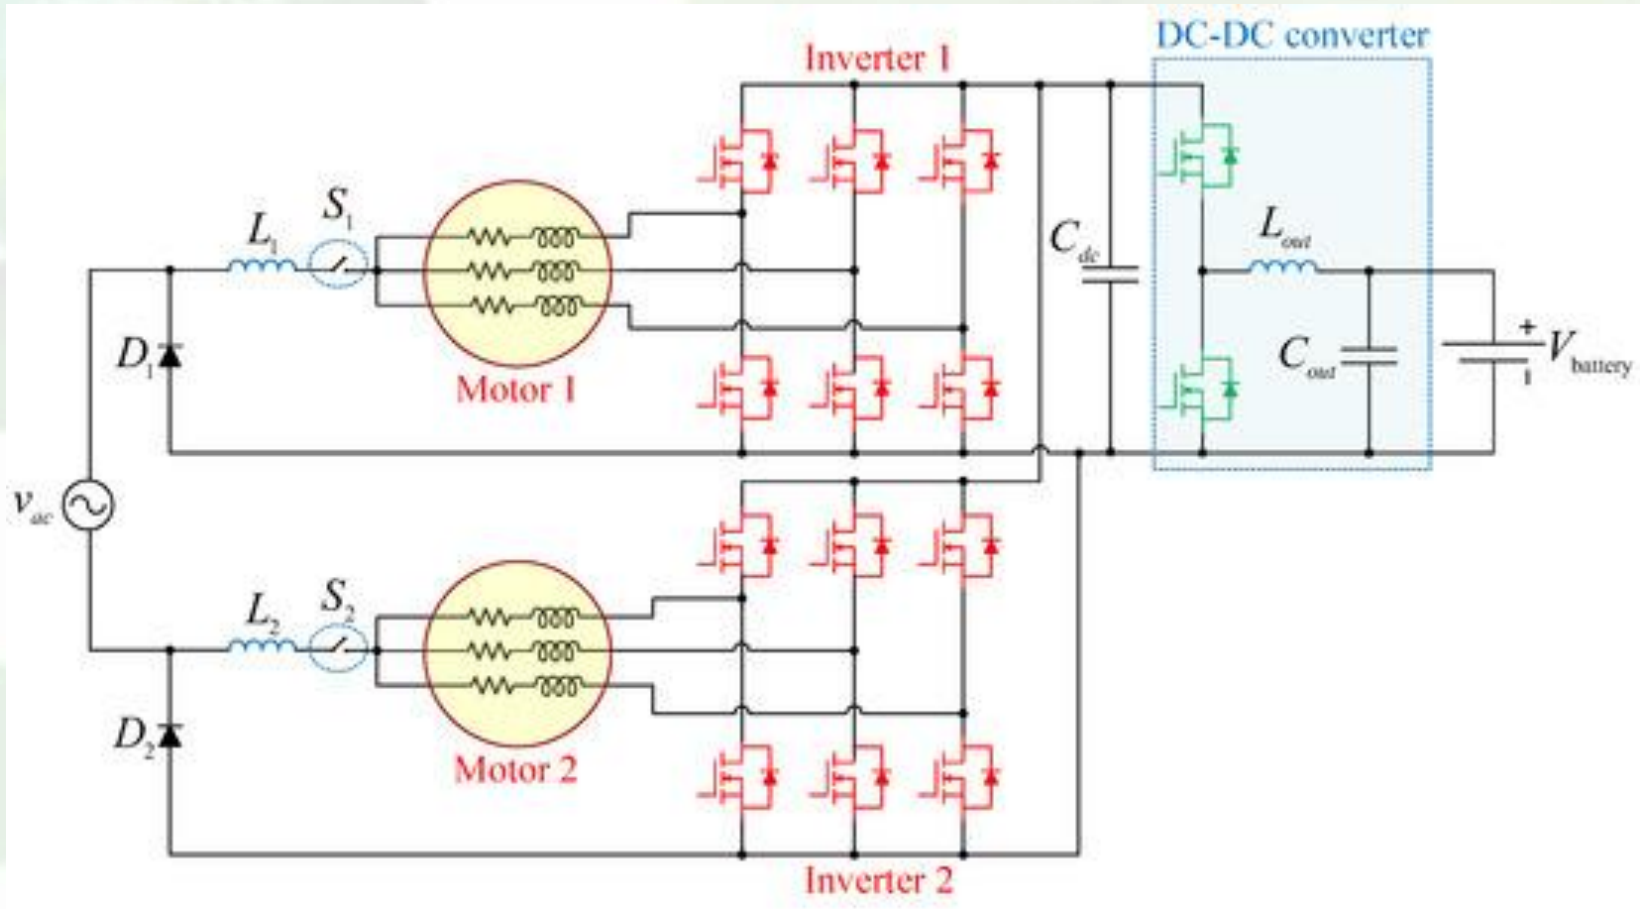 DC-DC converter
Inverter 1
S1
L1
Lout
Cdc
D1
Cout
+
Vbattery
Motor 1
vac
S2
L2
D2
Motor 2
Inverter 2